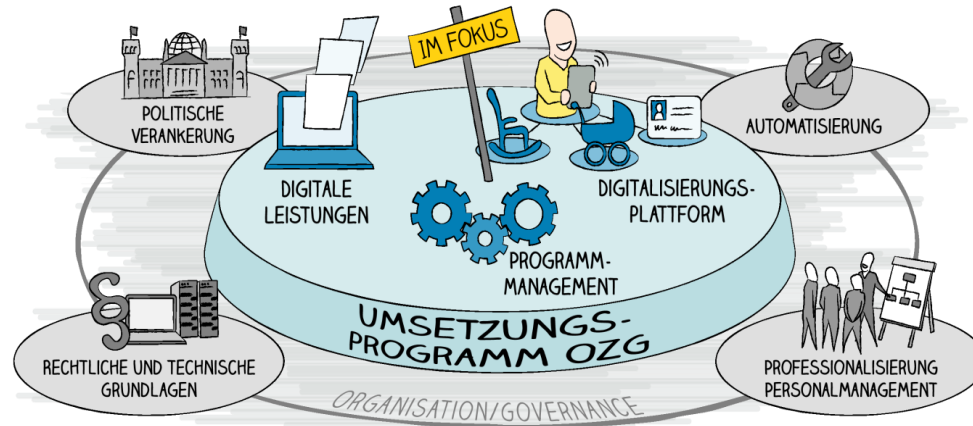 IM FOKUS
POLITISCHE
VERANKERUNG
AUTOMATISIERUNG
DIGITALE
LEISTUNGEN
DIGITALISIERUNGS-
PLATTFORM
PROGRAMM-
MANAGEMENT
UMSETZUNGS-
PROGRAMM OZG
RECHTLICHE UND TECHNISCHE
GRUNDLAGEN
PROFESSIONALISIERUNG
PERSONALMANAGEMENT
ORGANISATION/GOVERNANCE